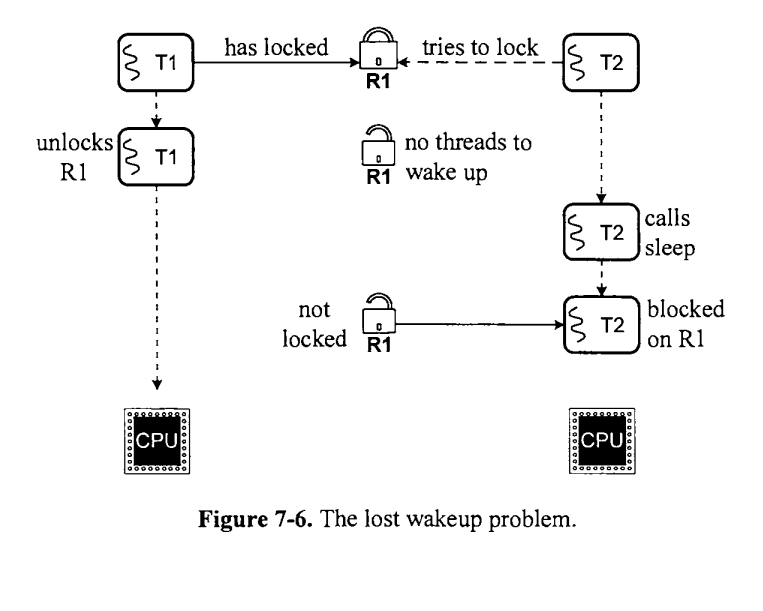 T1
has locked
R1
tries to lock
T2
unlocks
R1
T1
R1
no threads to
wake up
T2
calls
sleep
not
locked
R1
T2
blocked
on R1
CPU
CPU
Figure 7-6. The lost wakeup problem.